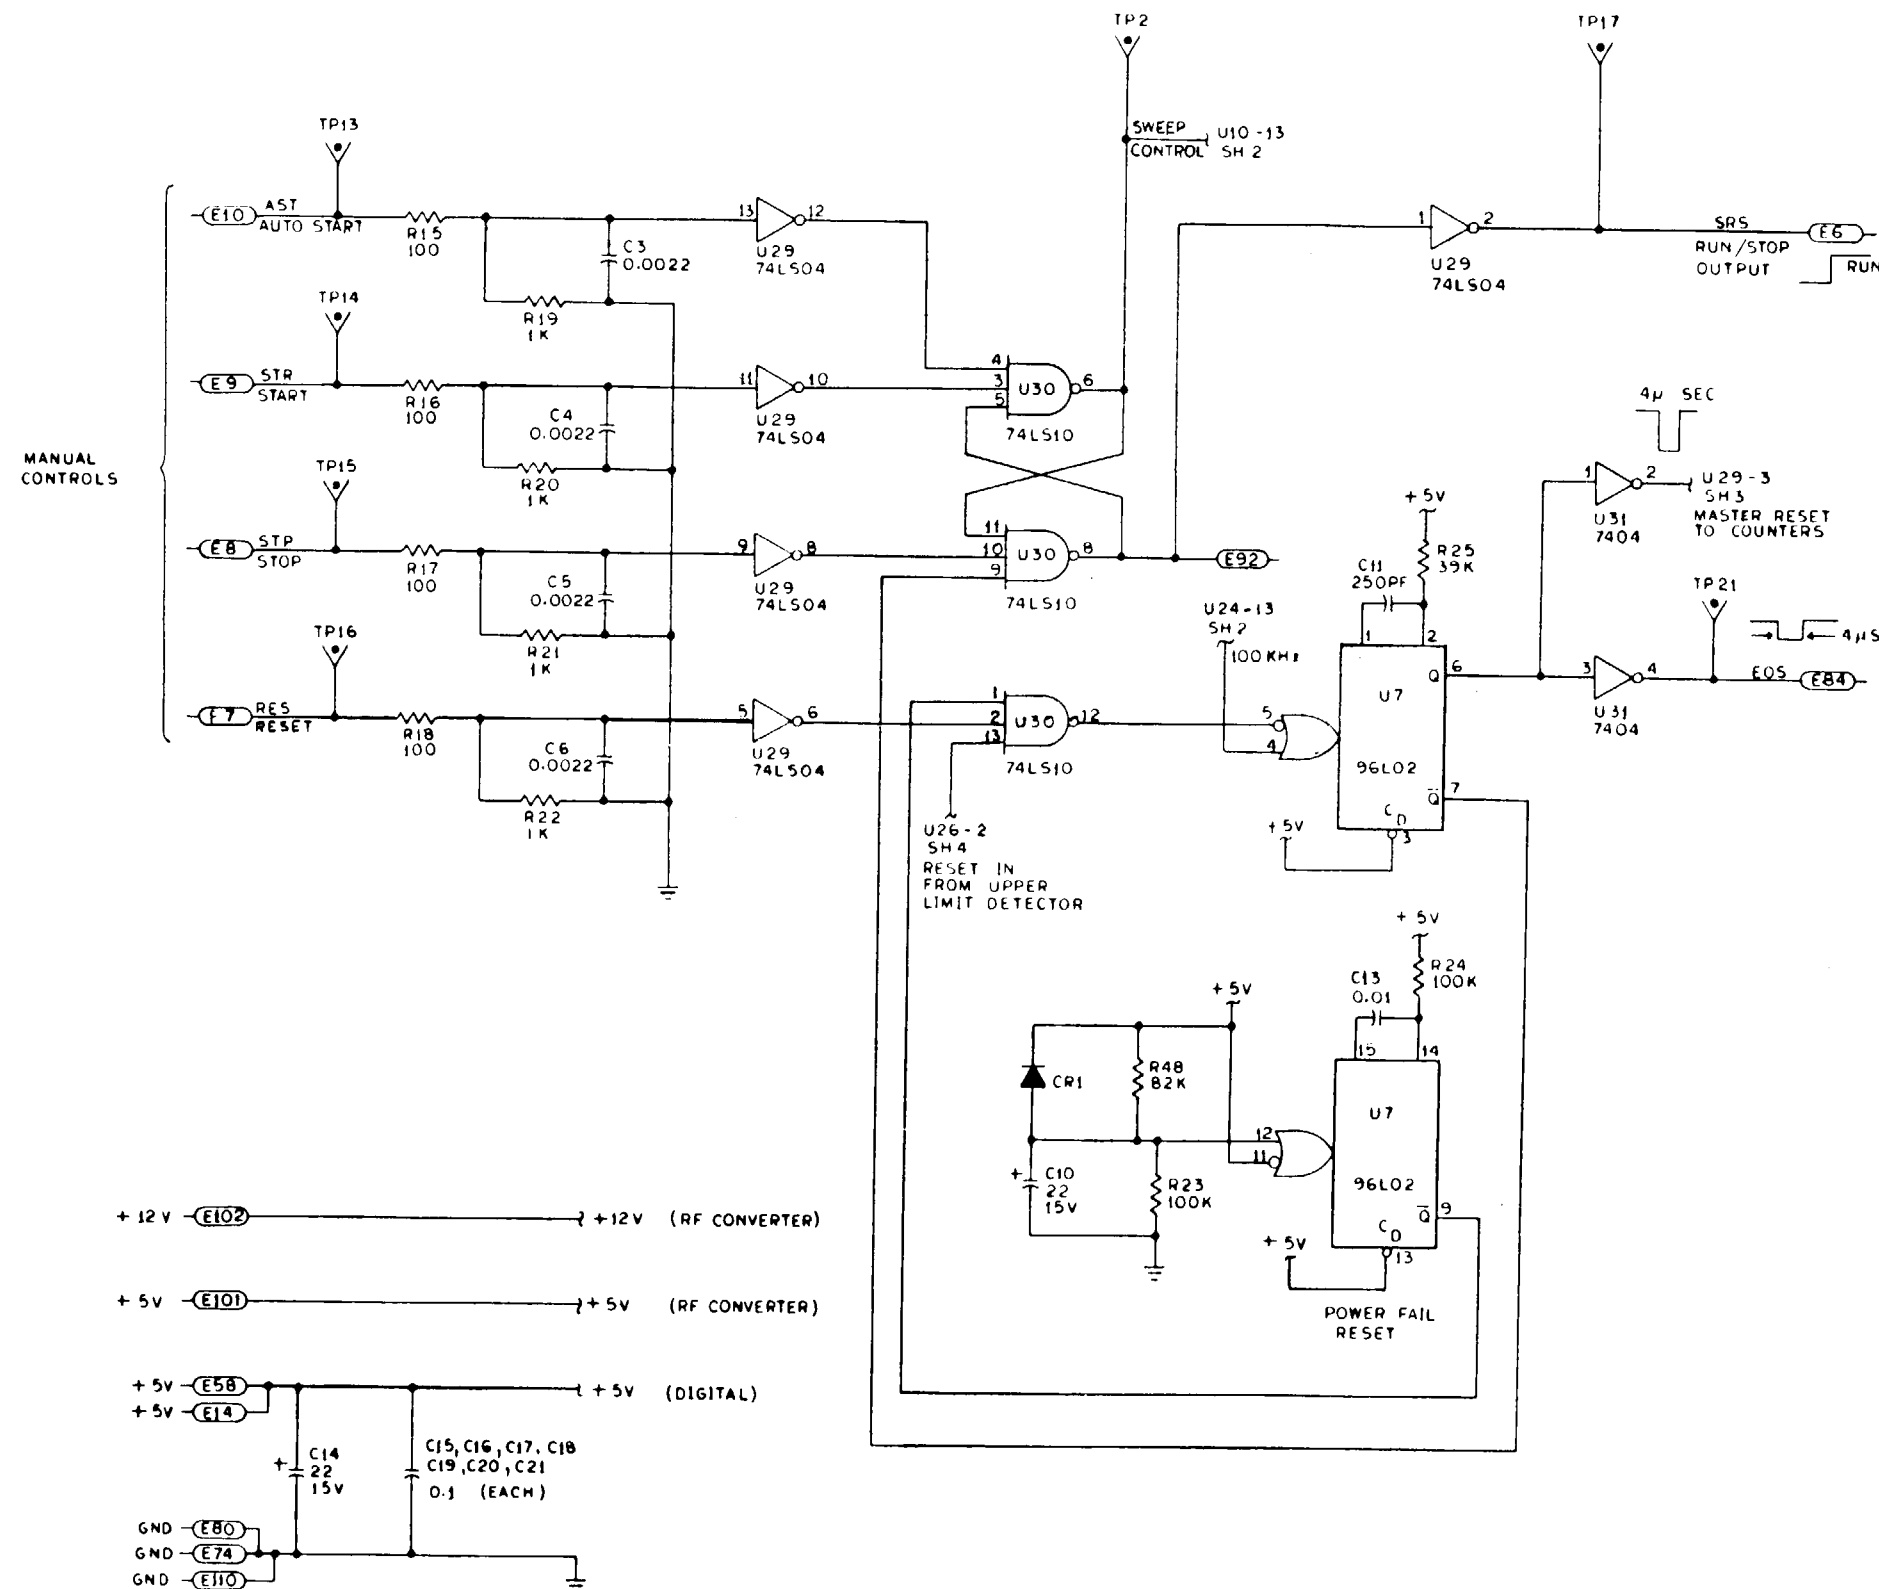 TP2
TP17
TP13
SWEEP
CONTROL
U10-13
SH 2
E10
AST
AUTO START
R15
100
C3
0.0022
13
12
U29
74LS04
R19
1K
1
2
U29
74LS04
SRS
RUN/STOP
OUTPUT
E6
RUN
TP14
E9
STR
START
R16
100
C4
0.0022
11
10
U29
74LS04
R20
1K
4
3
5
U30
6
74LS10
MANUAL
CONTROLS
TP15
E8
STP
STOP
R17
100
C5
0.0022
9
8
U29
74LS04
R21
1K
11
10
9
U30
8
74LS10
E92
4µ SEC
1
2
U31
7404
U29-3
SH3
MASTER RESET
TO COUNTERS
+5V
R25
39K
C11
250PF
1
2
U24-13
SH2
100KHz
TP21
4µS
TP16
E7
RES
RESET
R18
100
C6
0.0022
5
6
U29
74LS04
R22
1K
1
2
13
U30
12
74LS10
5
4
Q
6
U7
96L02
Q
7
C D
3
+5V
3
4
U31
7404
EOS
E84
U26-2
SH4
RESET IN
FROM UPPER
LIMIT DETECTOR
+5V
R24
100K
C13
0.01
15
14
+5V
CR1
R48
82K
12
11
U7
96L02
Q
9
C D
13
+5V
C10
22
15V
+
R23
100K
POWER FAIL
RESET
+12V E102 +12V (RF CONVERTER)
+5V E101 +5V (RF CONVERTER)
+5V E58 +5V (DIGITAL)
+5V E14
+
C14
22
15V
C15, C16, C17, C18
C19, C20, C21
0.1 (EACH)
GND E80
GND E74
GND E110